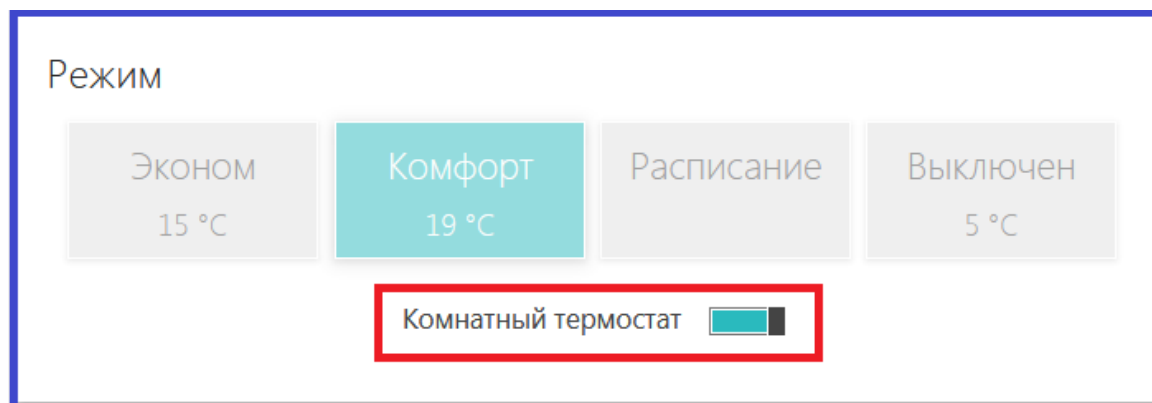 Режим
Эконом Комфорт Расписание Выключен
15 °C 19 °C 5 °C
Комнатный термостат